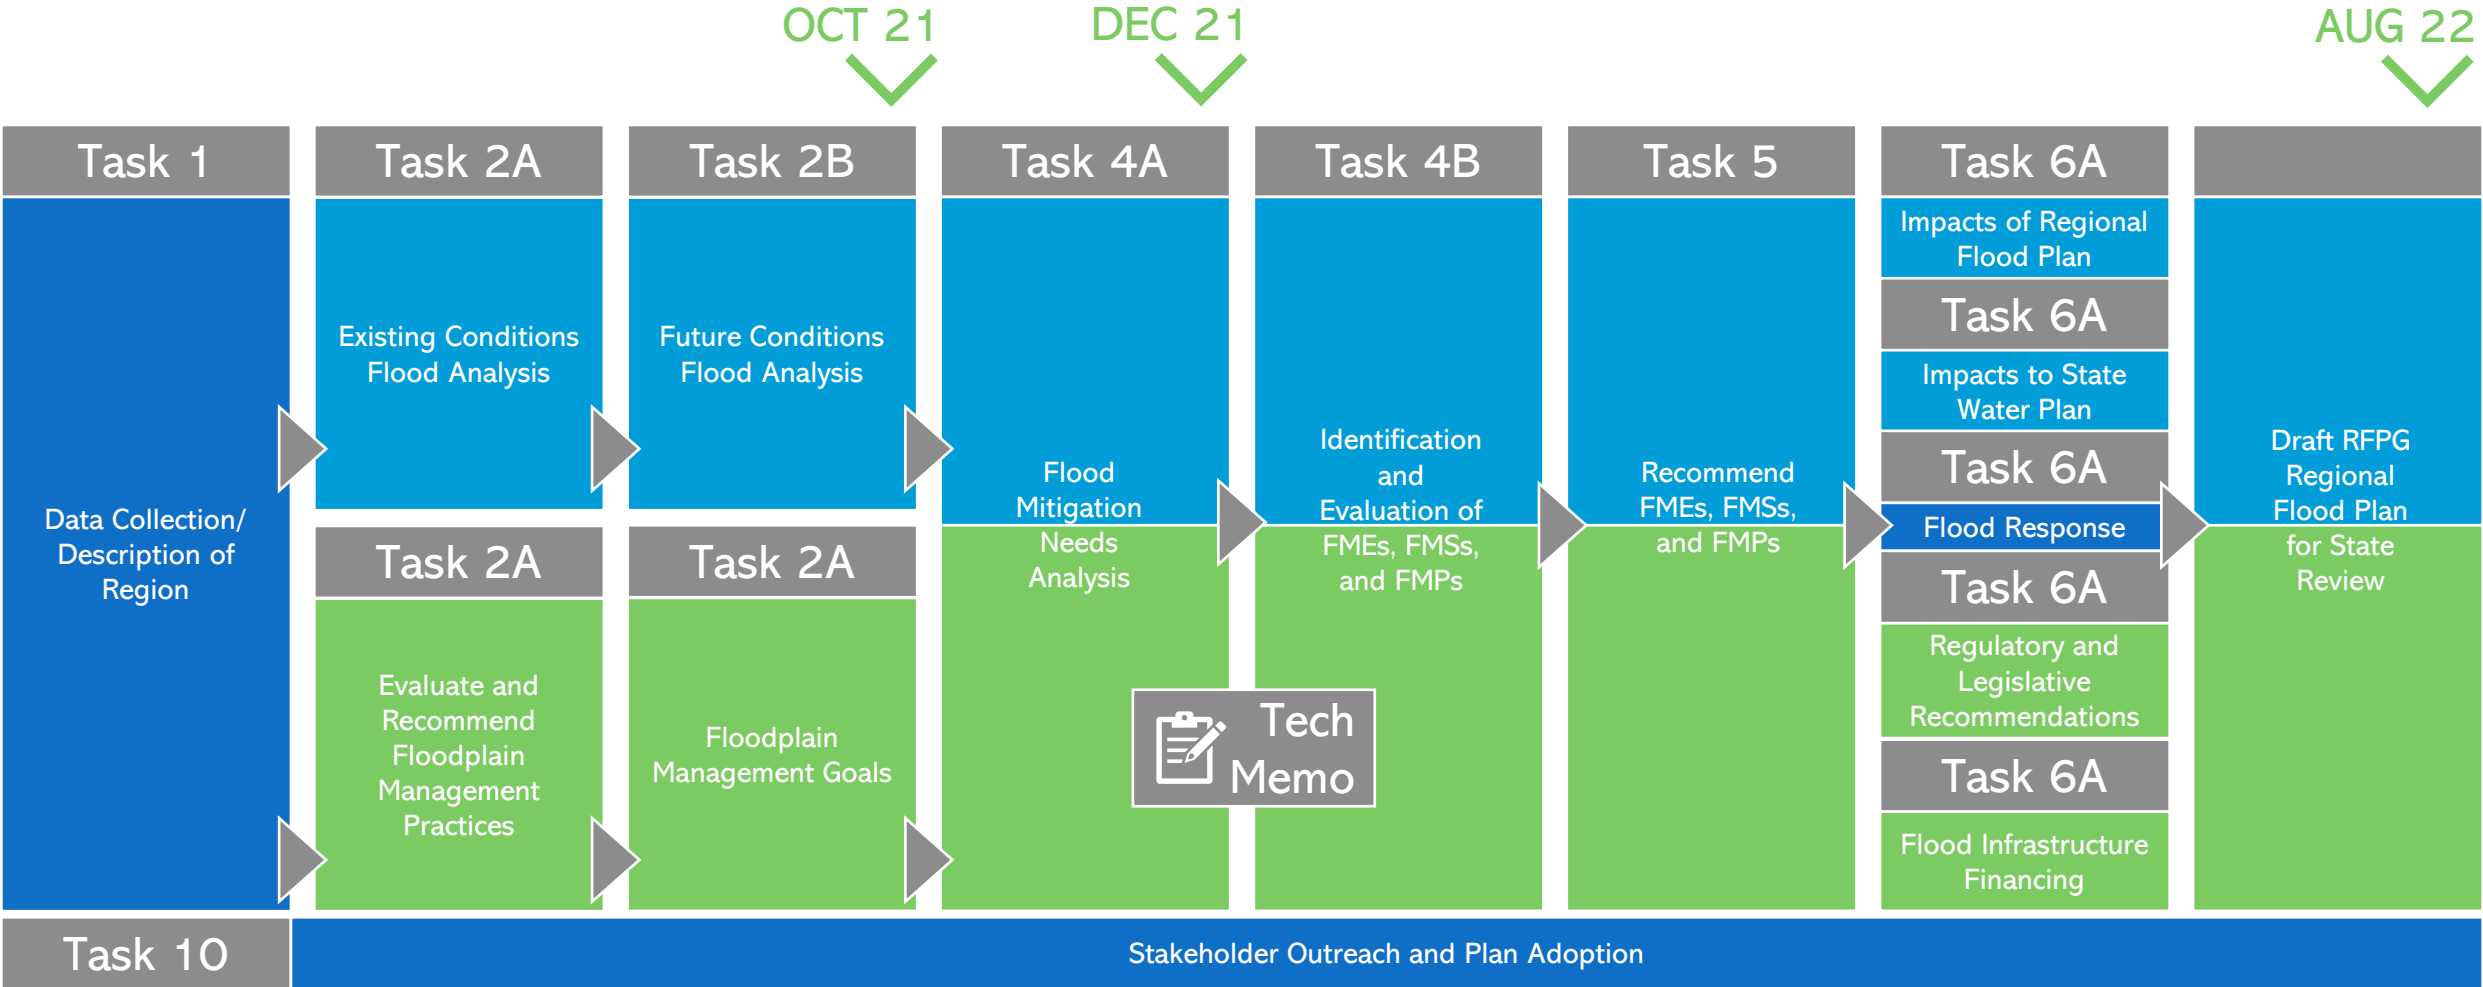 OCT 21
DEC 21
AUG 22
Task 1
Data Collection/
Description of
Region
Task 2A
Existing Conditions
Flood Analysis
Task 2A
Evaluate and
Recommend
Floodplain
Management
Practices
Task 2B
Future Conditions
Flood Analysis
Task 2A
Floodplain
Management Goals
Task 4A
Flood
Mitigation
Needs
Analysis
Tech
Memo
Task 4B
Identification
and
Evaluation of
FMEs, FMSs,
and FMPs
Task 5
Recommend
FMEs, FMSs,
and FMPs
Task 6A
Impacts of Regional
Flood Plan
Task 6A
Impacts to State
Water Plan
Task 6A
Flood Response
Task 6A
Regulatory and
Legislative
Recommendations
Task 6A
Flood Infrastructure
Financing
Draft RFPG
Regional
Flood Plan
for State
Review
Task 10
Stakeholder Outreach and Plan Adoption